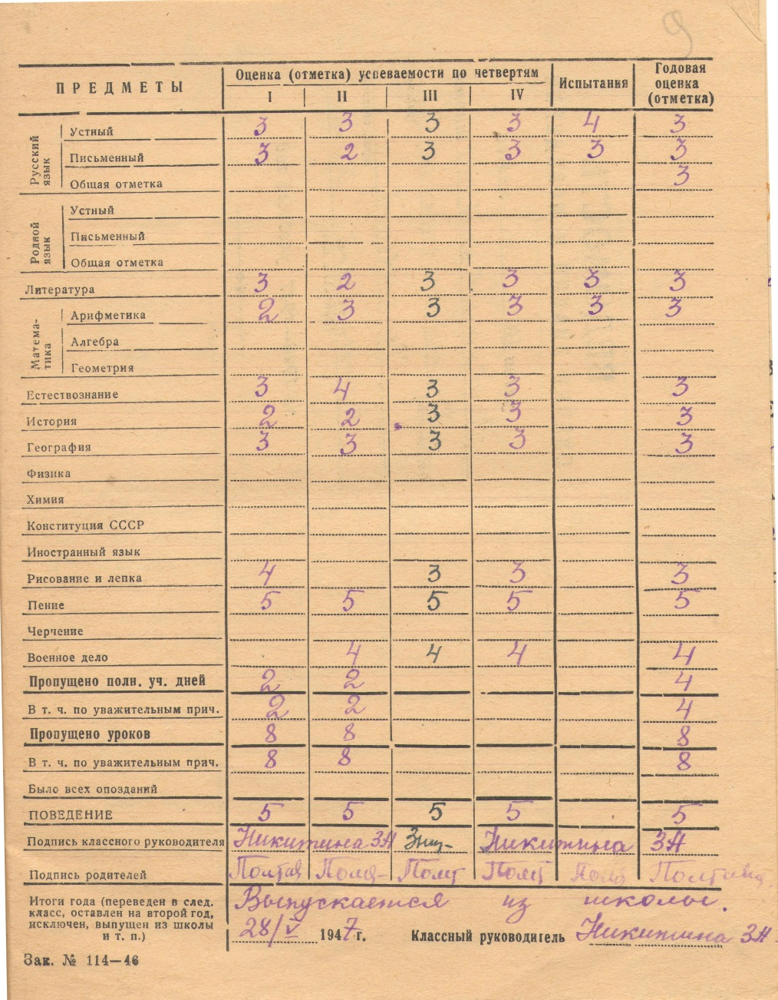 9
ПРЕДМЕТЫ Оценка (отметка) успеваемости по четвертям Испытания Годовая оценка (отметка)
I II III IV
Русский язык
Устный 3 3 3 3 4 3
Письменный 3 2 3 3 3 3
Общая отметка 3
Родной язык
Устный
Письменный
Общая отметка
Литература 3 2 3 3 3 3
Матема-
тика
Арифметика 2 3 3 3 3 3
Алгебра
Геометрия
Естествознание 3 4 3 3 3
История 2 2 3 3 3
География 3 3 3 3 3
Физика
Химия
Конституция СССР
Иностранный язык
Рисование и лепка 4 3 3 3
Пение 5 5 5 5 5
Черчение
Военное дело 4 4 4 4
Пропущено полн. уч. дней 2 2 4
В т. ч. по уважительным прич. 2 2 4
Пропущено уроков 8 8 8
В т. ч. по уважительным прич. 8 8 8
Было всех опозданий
ПОВЕДЕНИЕ 5 5 5 5 5
Подпись классного руководителя Никитина ЗН Никитина ЗН
Подпись родителей
Итоги года (переведен в след. Выпускается из школы.
класс, оставлен на второй год,
исключен, выпущен из школы
и т. п.)
28/V 1947 г. Классный руководитель Никитина ЗН
Зак. № 114—46